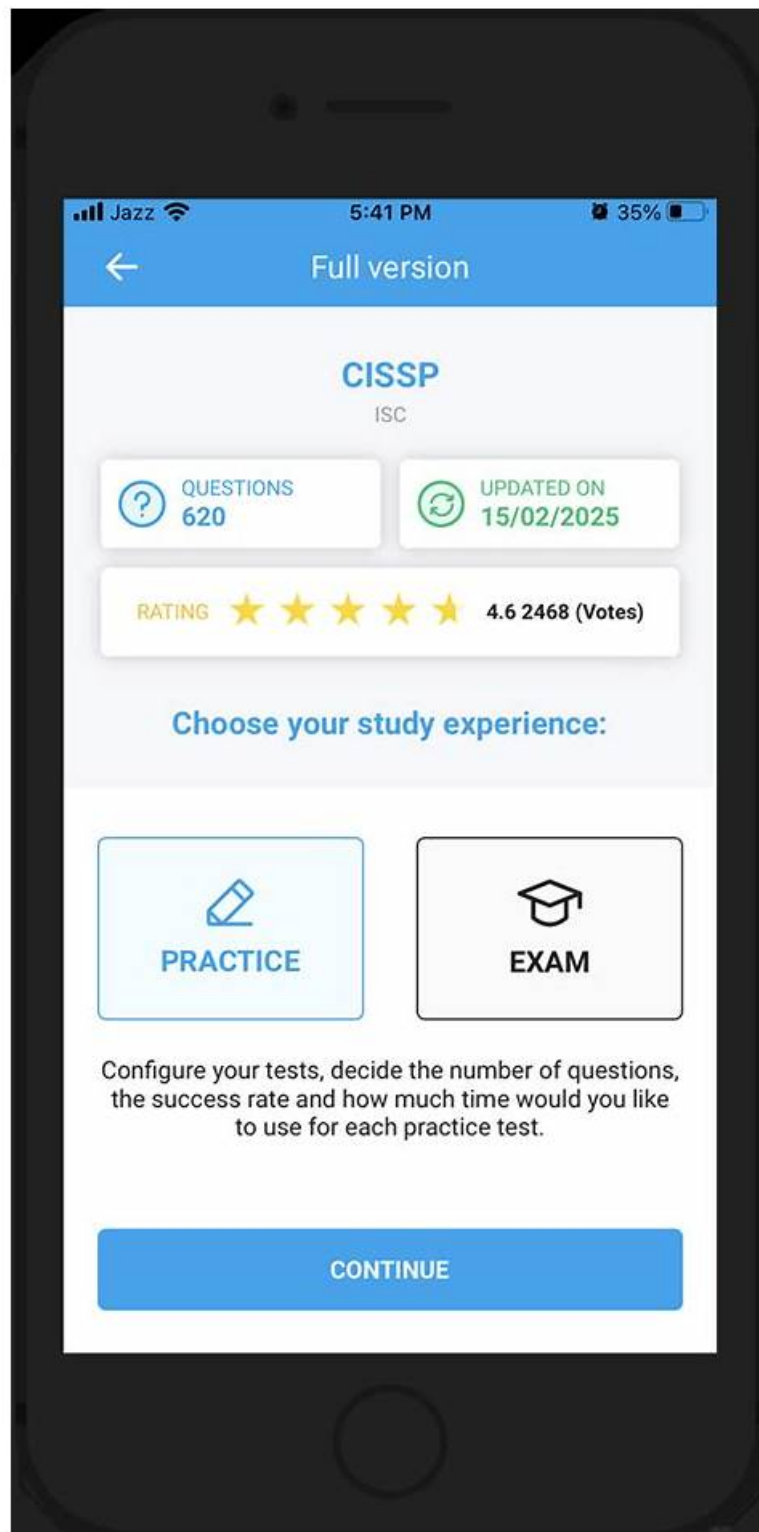 Jazz 5:41 PM 35%
Full version
CISSP
ISC
QUESTIONS
620
UPDATED ON
15/02/2025
RATING 4.6 2468 (Votes)
Choose your study experience:
PRACTICE
EXAM
Configure your tests, decide the number of questions,
the success rate and how much time would you like
to use for each practice test.
CONTINUE